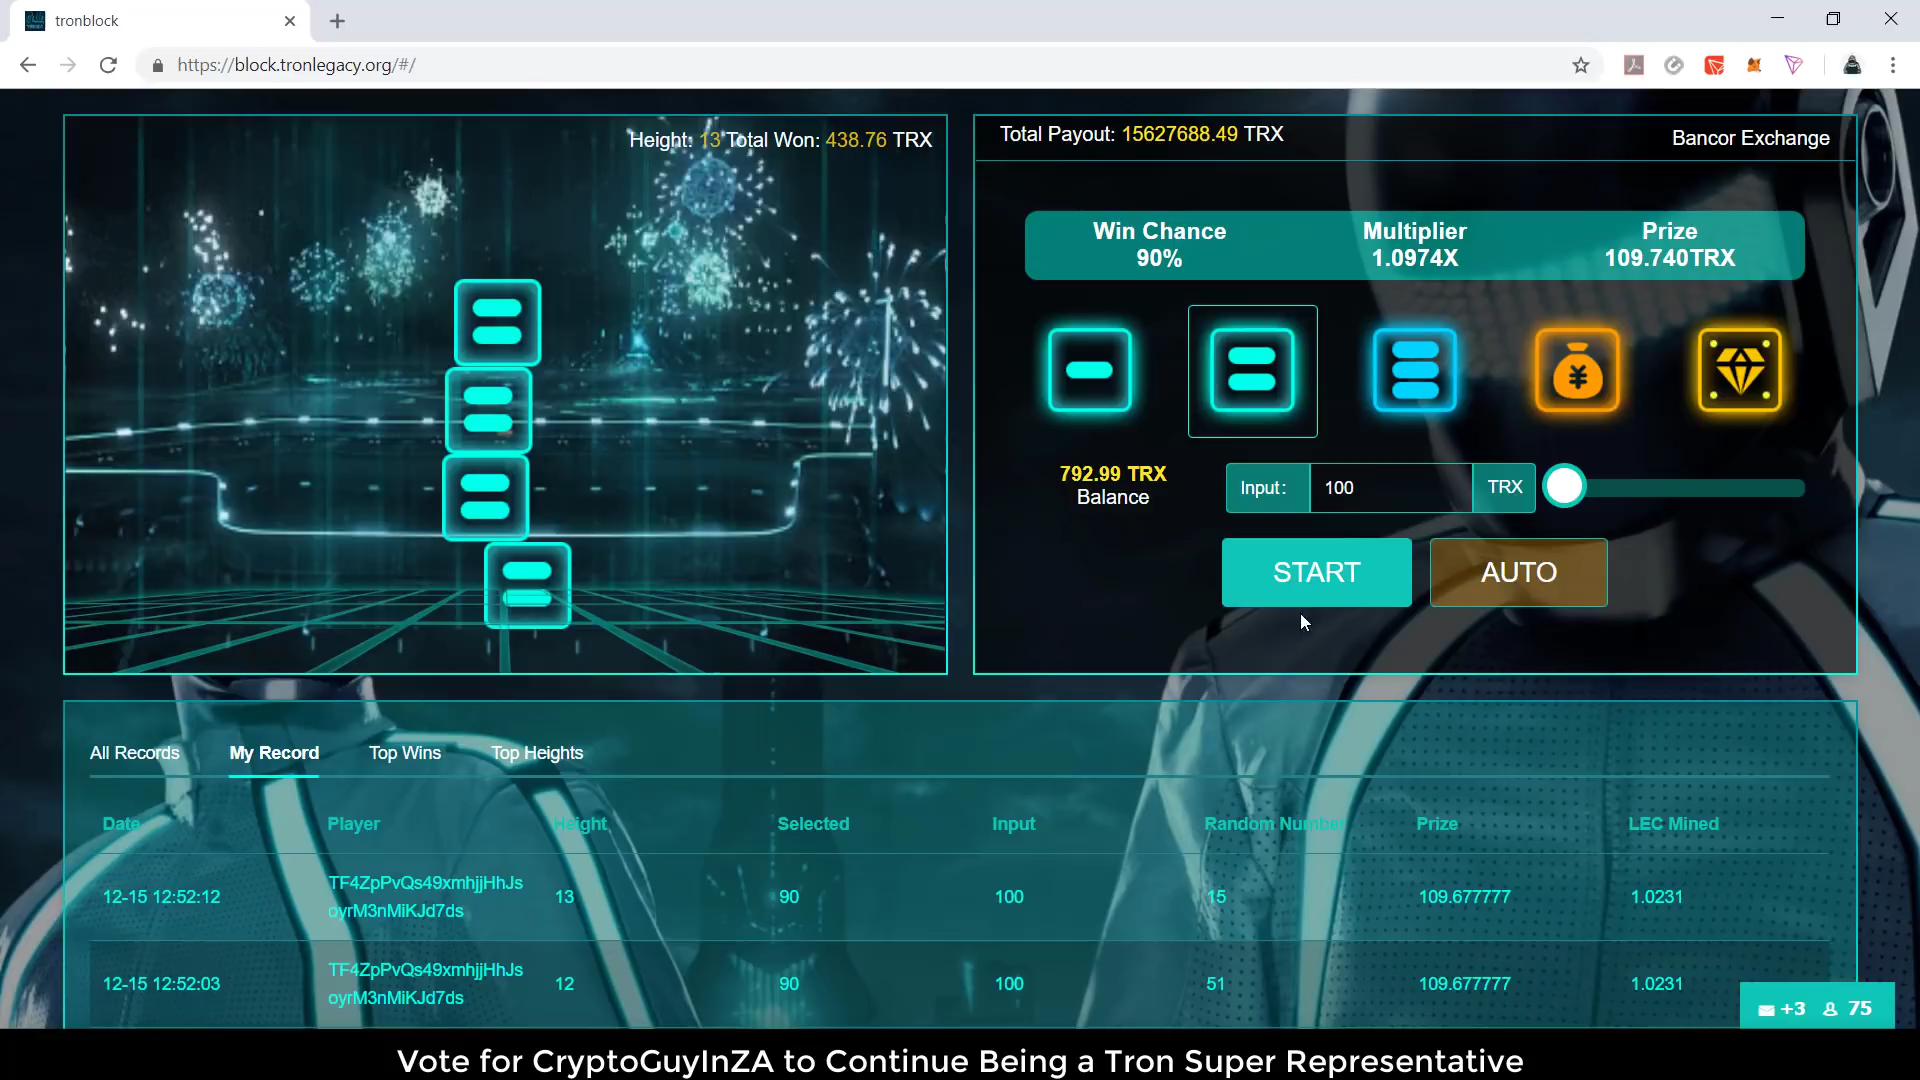 tronblock
https://block.tronlegacy.org/#/
Height: 13 Total Won: 438.76 TRX
Total Payout: 15627688.49 TRX
Bancor Exchange
Win Chance Multiplier Prize
90% 1.0974X 109.740TRX
792.99 TRX
Balance
Input: 100 TRX
START AUTO
All Records My Record Top Wins Top Heights
Date Player Height Selected Input Random Number Prize LEC Mined
12-15 12:52:12 TF4ZpPvQs49xmhjjHhJs
oyrM3nMiKJd7ds 13 90 100 15 109.677777 1.0231
12-15 12:52:03 TF4ZpPvQs49xmhjjHhJs
oyrM3nMiKJd7ds 12 90 100 51 109.677777 1.0231
+3 75
Vote for CryptoGuyInZA to Continue Being a Tron Super Representative